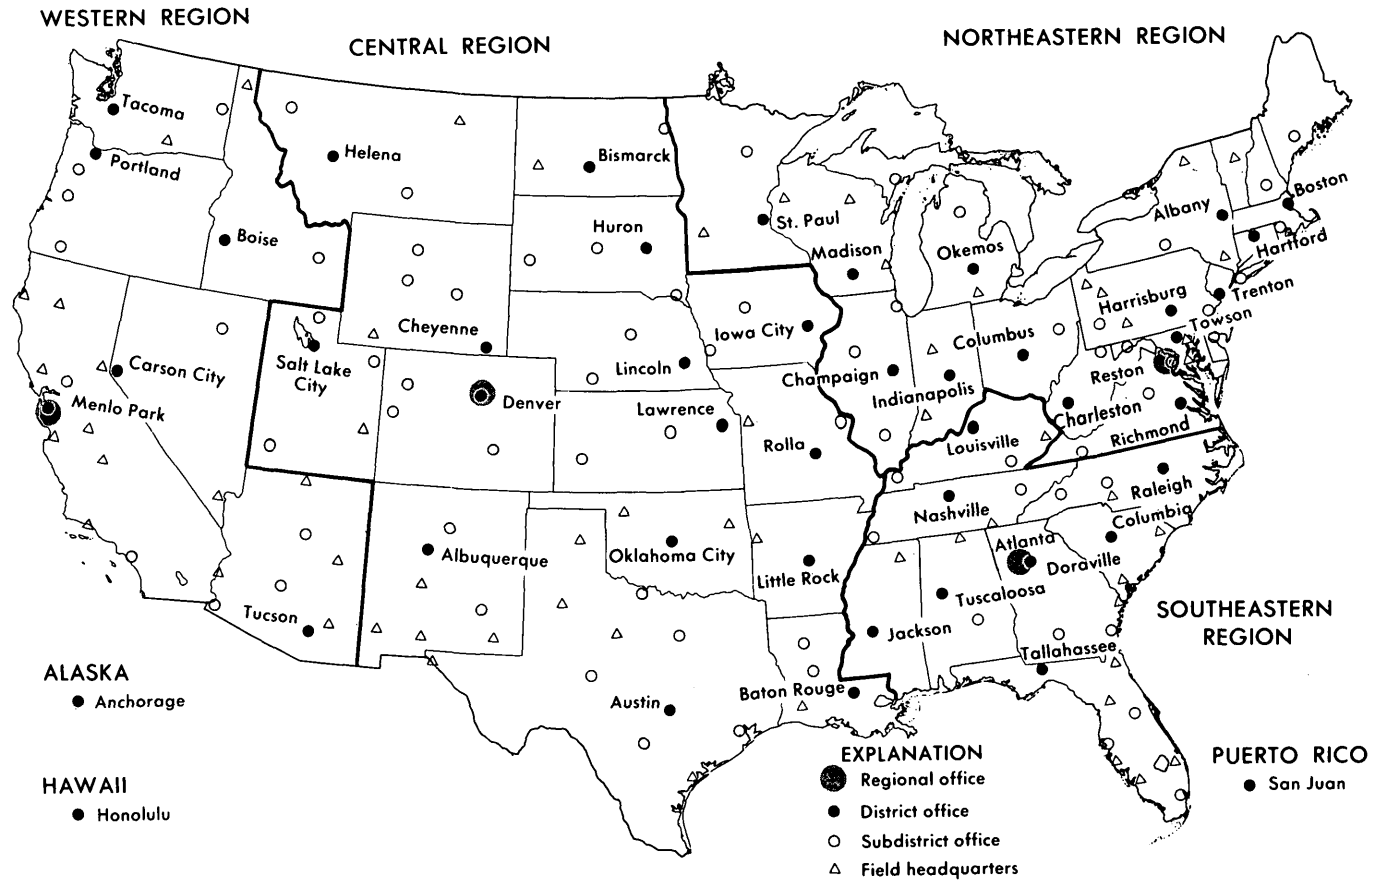 WESTERN REGION
CENTRAL REGION
NORTHEASTERN REGION
Tacoma
Portland
Helena
Bismarck
Boise
Huron
St. Paul
Madison
Okemos
Albany
Boston
Hartford
Trenton
Harrisburg
Towson
Cheyenne
Iowa City
Columbus
Salt Lake
City
Carson City
Lincoln
Champaign
Indianapolis
Reston
Menlo Park
Denver
Lawrence
Rolla
Louisville
Charleston
Richmond
Nashville
Raleigh
Columbia
Albuquerque
Oklahoma City
Little Rock
Atlanta
Doraville
Tuscaloosa
Tucson
Jackson
Tallahassee
SOUTHEASTERN
REGION
Austin
Baton Rouge
ALASKA
Anchorage
HAWAII
Honolulu
EXPLANATION
Regional office
District office
Subdistrict office
Field headquarters
PUERTO RICO
San Juan